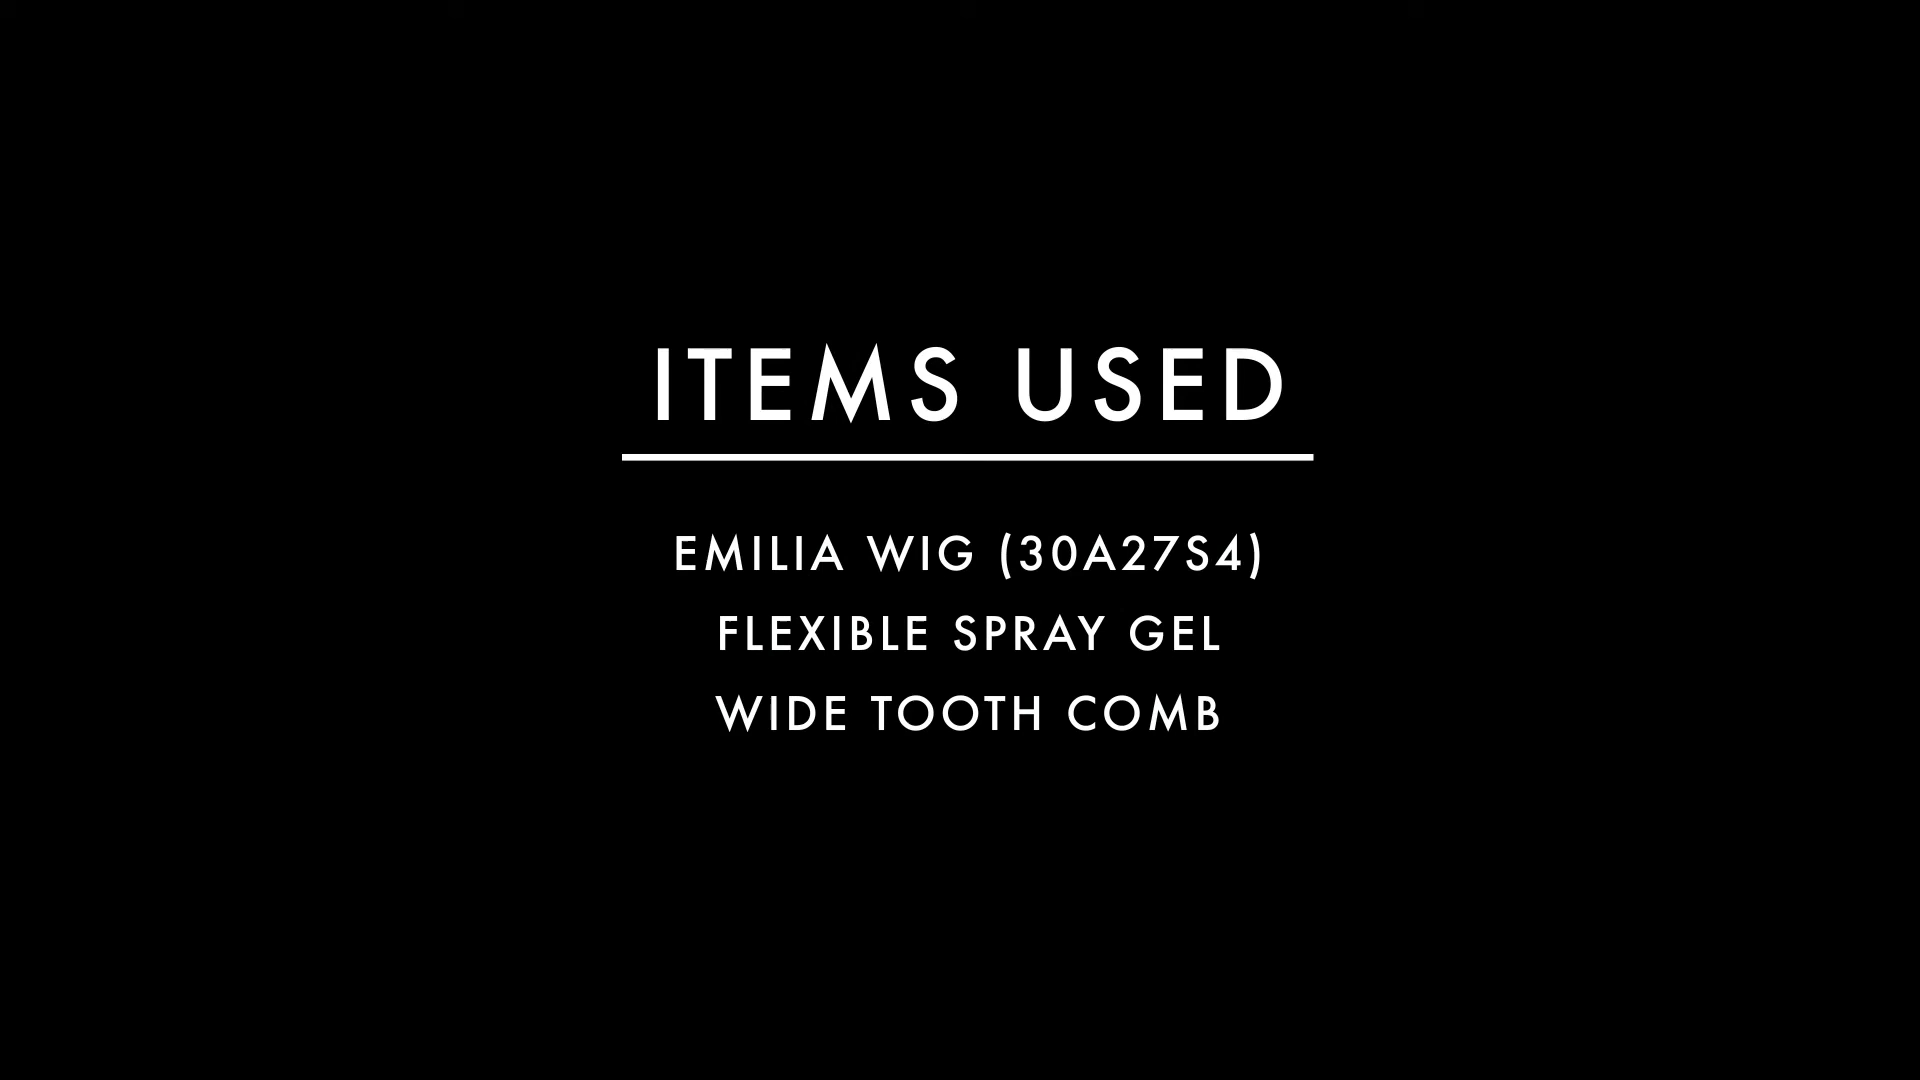 ITEMS USED
EMILIA WIG (30A27S4)
FLEXIBLE SPRAY GEL
WIDE TOOTH COMB